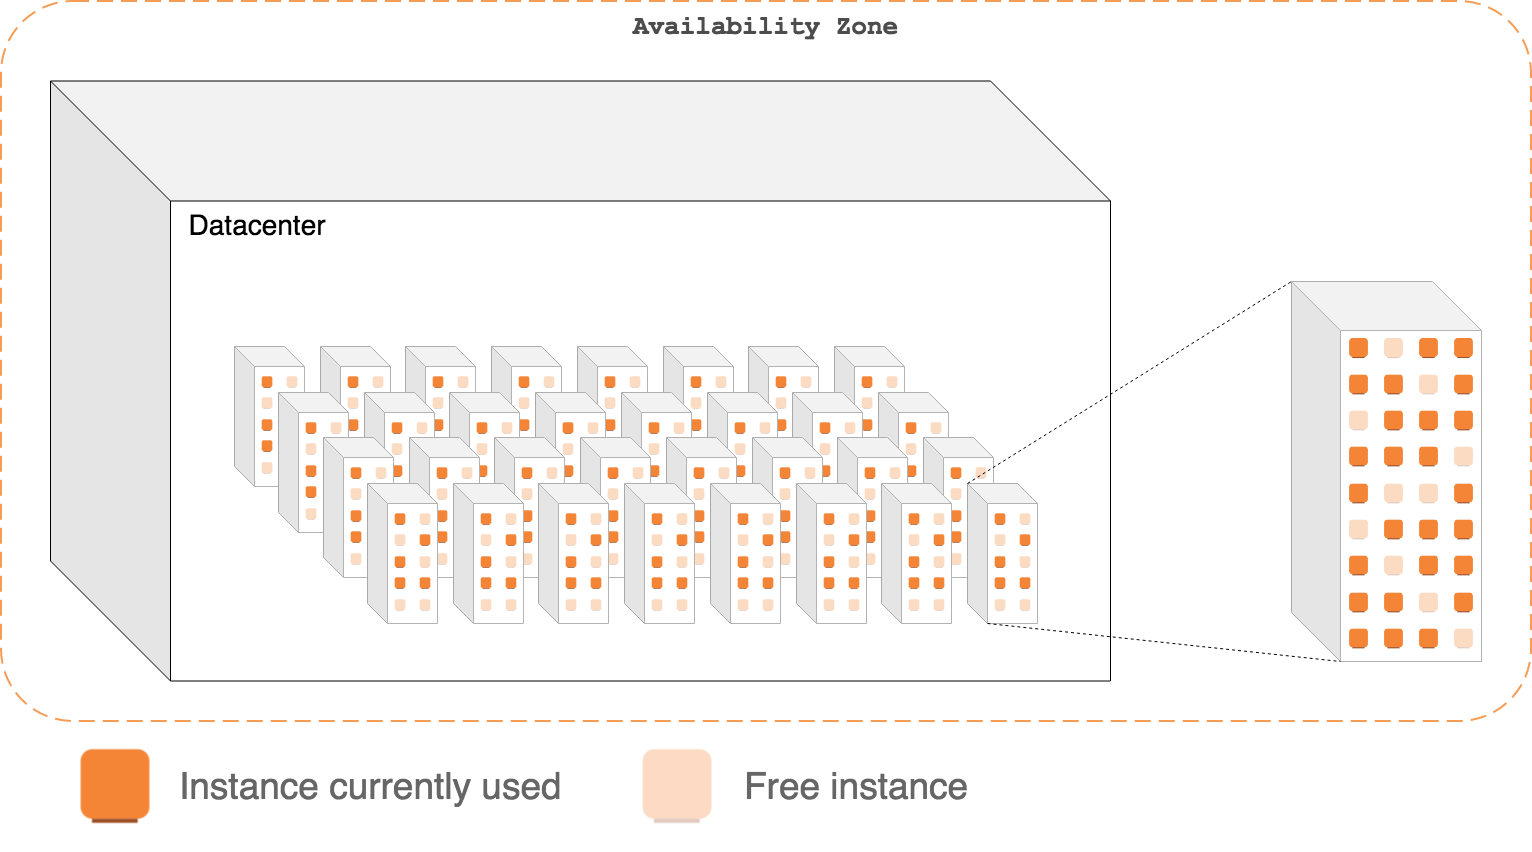 Availability Zone
Datacenter
Instance currently used
Free instance